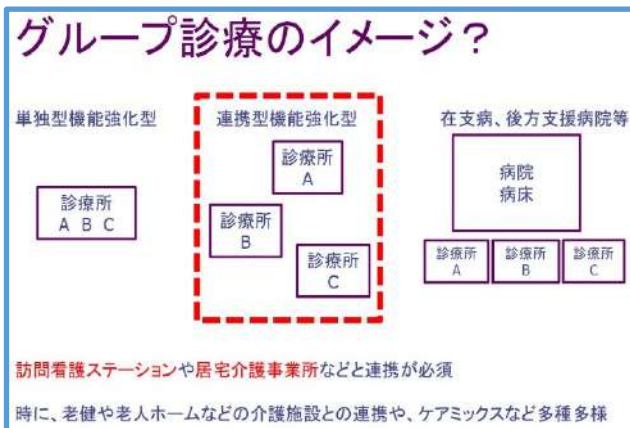 グループ診療のイメージ？
単独型機能強化型
診療所
A B C
連携型機能強化型
診療所
A
診療所
B
診療所
C
在支病、後方支援病院等
病院
病床
診療所
A
診療所
B
診療所
C
訪問看護ステーションや居宅介護事業所などと連携が必須
時に、老健や老人ホームなどの介護施設との連携や、ケアミックスなど多種多様